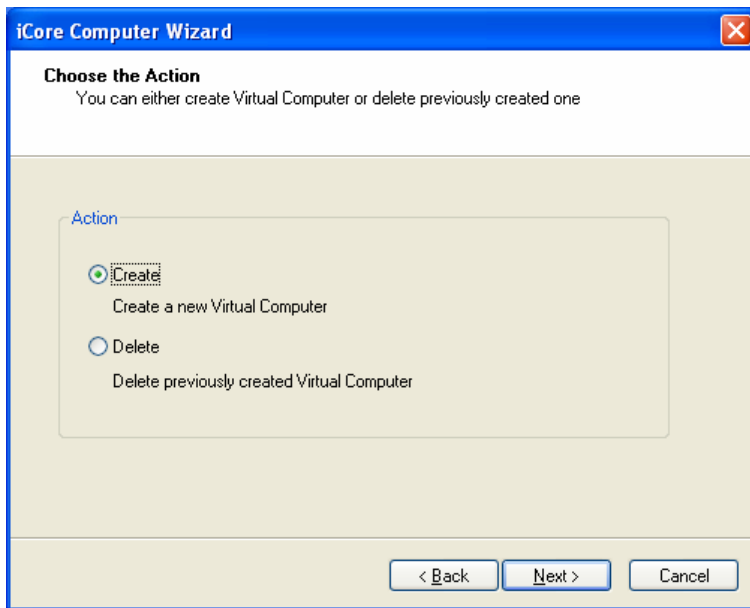 iCore Computer Wizard
Choose the Action
You can either create Virtual Computer or delete previously created one
Action
Create
Create a new Virtual Computer
Delete
Delete previously created Virtual Computer
< Back
Next >
Cancel